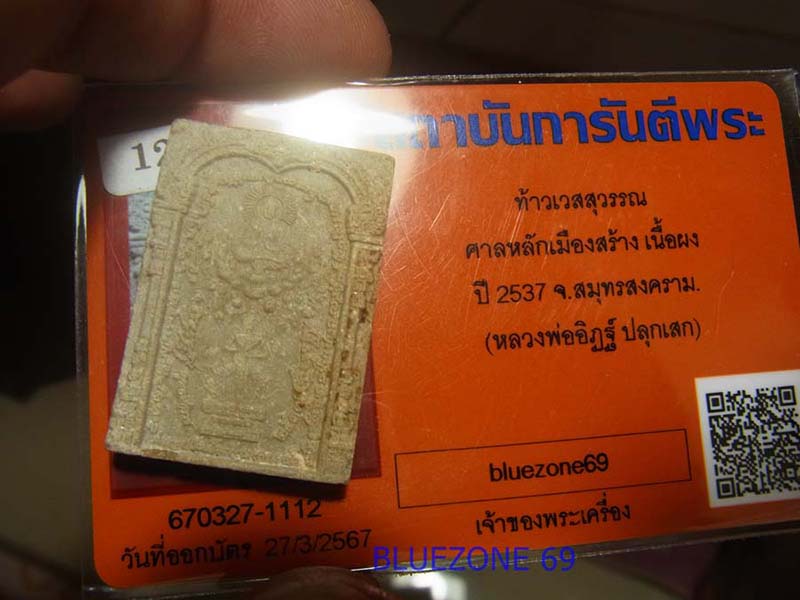 12
ถาบันการันตีพระ
ท้าวเวสสุวรรณ
ศาลหลักเมืองสร้าง เนื้อผง
ปี 2537 จ.สมุทรสงคราม.
(หลวงพ่ออิฏฐ์ ปลุกเสก)
bluezone69
เจ้าของพระเครื่อง
670327-1112
วันที่ออกบัตร 27/3/2567
BLUEZONE 69